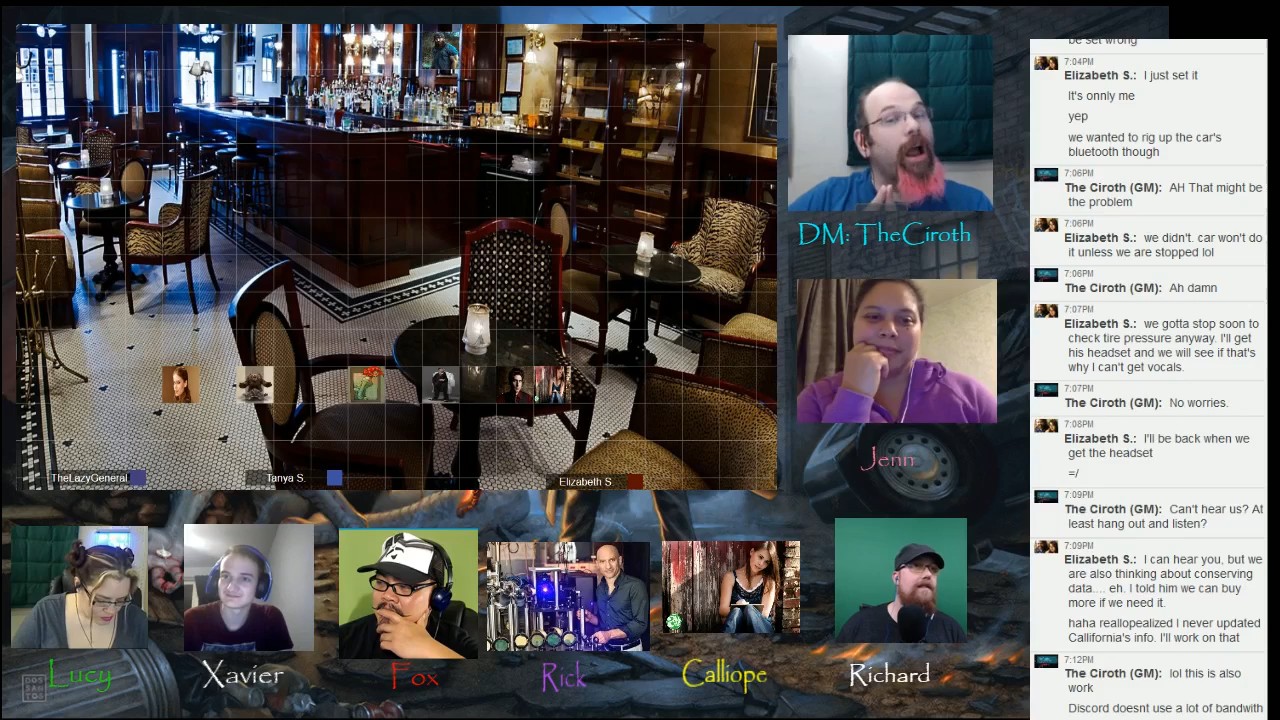 TheLazyGeneral
Tanya S.
Elizabeth S
DM: TheCiroth
Jenn
Lucy
Xavier
Fox
Rick
Calliope
Richard
DOS
SAN
TOS
be set wrong
7:04PM
Elizabeth S.: I just set it
It's onnly me
yep
we wanted to rig up the car's
bluetooth though
7:06PM
The Ciroth (GM): AH That might be
the problem
7:06PM
Elizabeth S.: we didn't. car won't do
it unless we are stopped lol
7:06PM
The Ciroth (GM): Ah damn
7:07PM
Elizabeth S.: we gotta stop soon to
check tire pressure anyway. I'll get
his headset and we will see if that's
why I can't get vocals.
7:07PM
The Ciroth (GM): No worries.
7:08PM
Elizabeth S.: I'll be back when we
get the headset
=/
7:09PM
The Ciroth (GM): Can't hear us? At
least hang out and listen?
7:09PM
Elizabeth S.: I can hear you, but we
are also thinking about conserving
data.... eh. I told him we can buy
more if we need it.
haha reallopealized I never updated
Callifornia's info. I'll work on that
7:12PM
The Ciroth (GM): lol this is also
work
Discord doesnt use a lot of bandwith